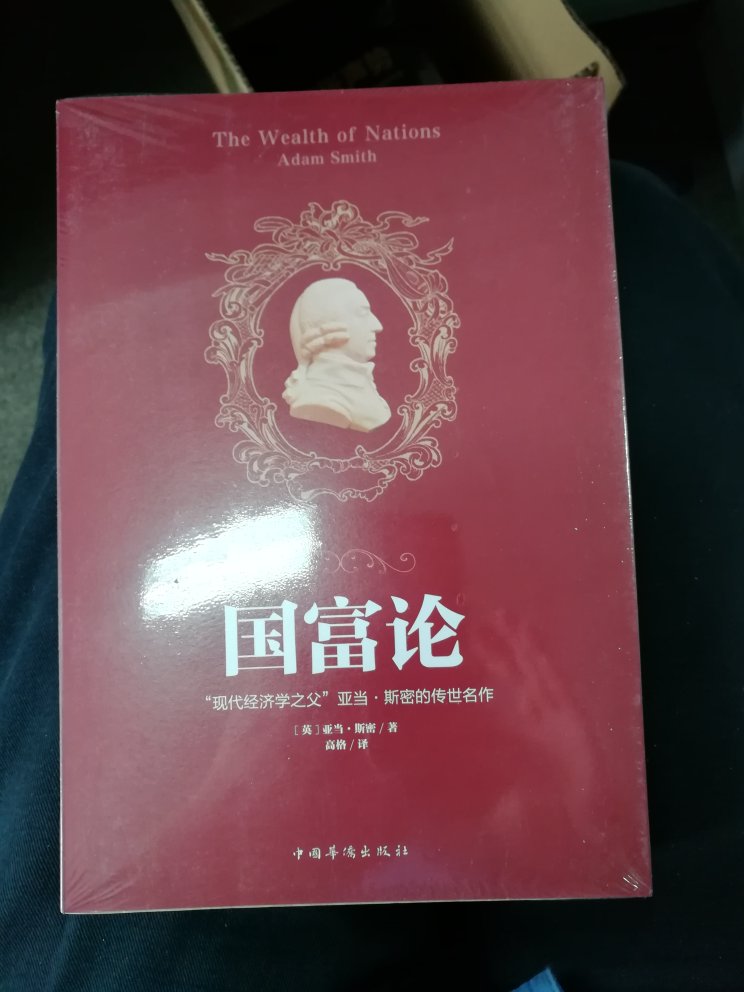 The Wealth of Nations
Adam Smith
国富论
“现代经济学之父”亚当·斯密的传世名作
[英]亚当·斯密/著
高格/译
中国华侨出版社